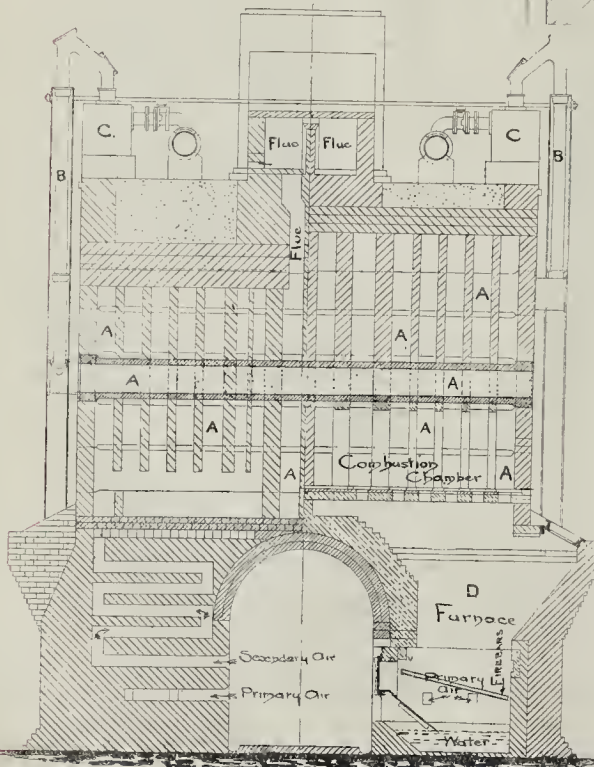 C.
Flue Flue
C
B
B
Flue
A
A
A
A
A
A
A
A
Combustion
Chamber
A
A
D
Furnace
FIREBARS
Secondary Air
Primary Air
Primary
Air
Water